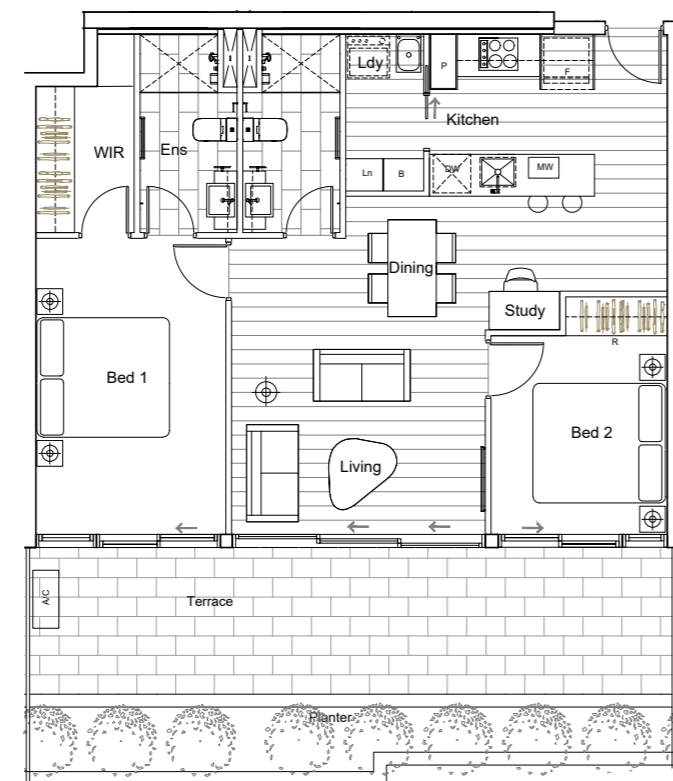 Ldy
P
F
Kitchen
WIR
Ens
Ln
B
DW
MW
Dining
Study
R
Bed 1
Bed 2
Living
A/C
Terrace
Planter